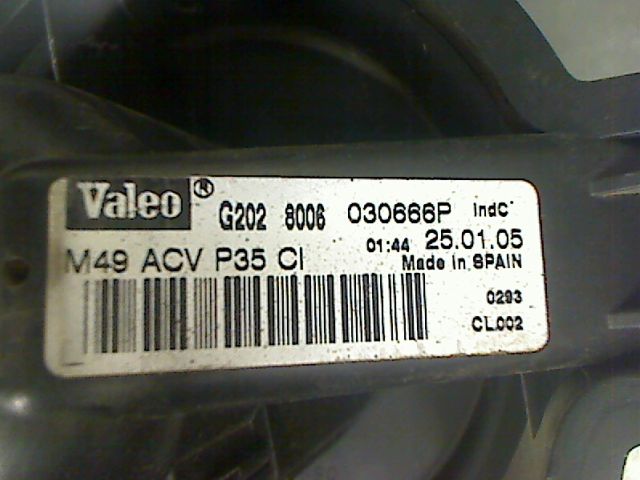 Valeo® G202 8006 030666P indC
01:44 25.01.05
M49 ACV P35 CI Made in SPAIN
0293
CL002